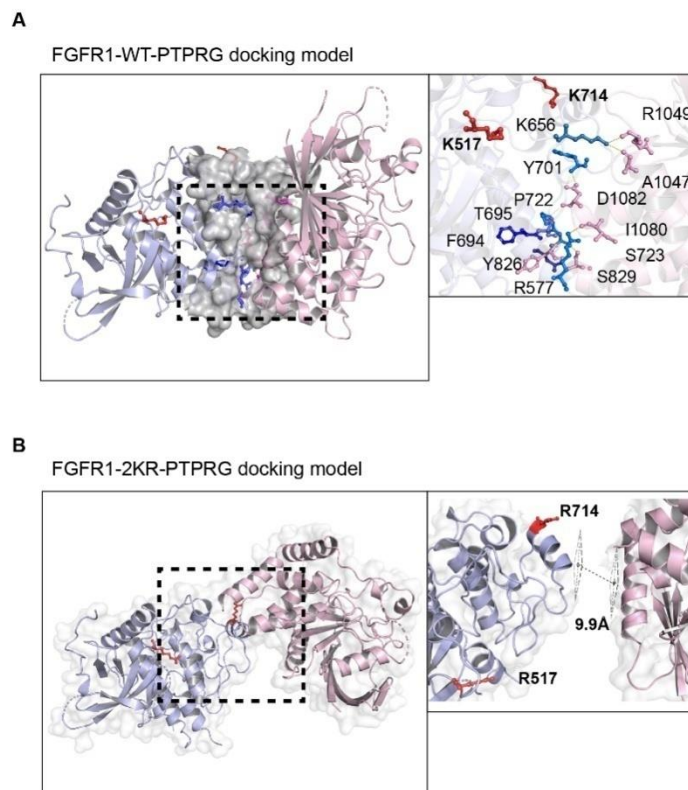 A
FGFR1-WT-PTPRG docking model
K714
R1049
K656
K517
Y701
A1047
P722
D1082
T695
I1080
F694
S723
Y826
S829
R577
B
FGFR1-2KR-PTPRG docking model
R714
9.9Å
R517